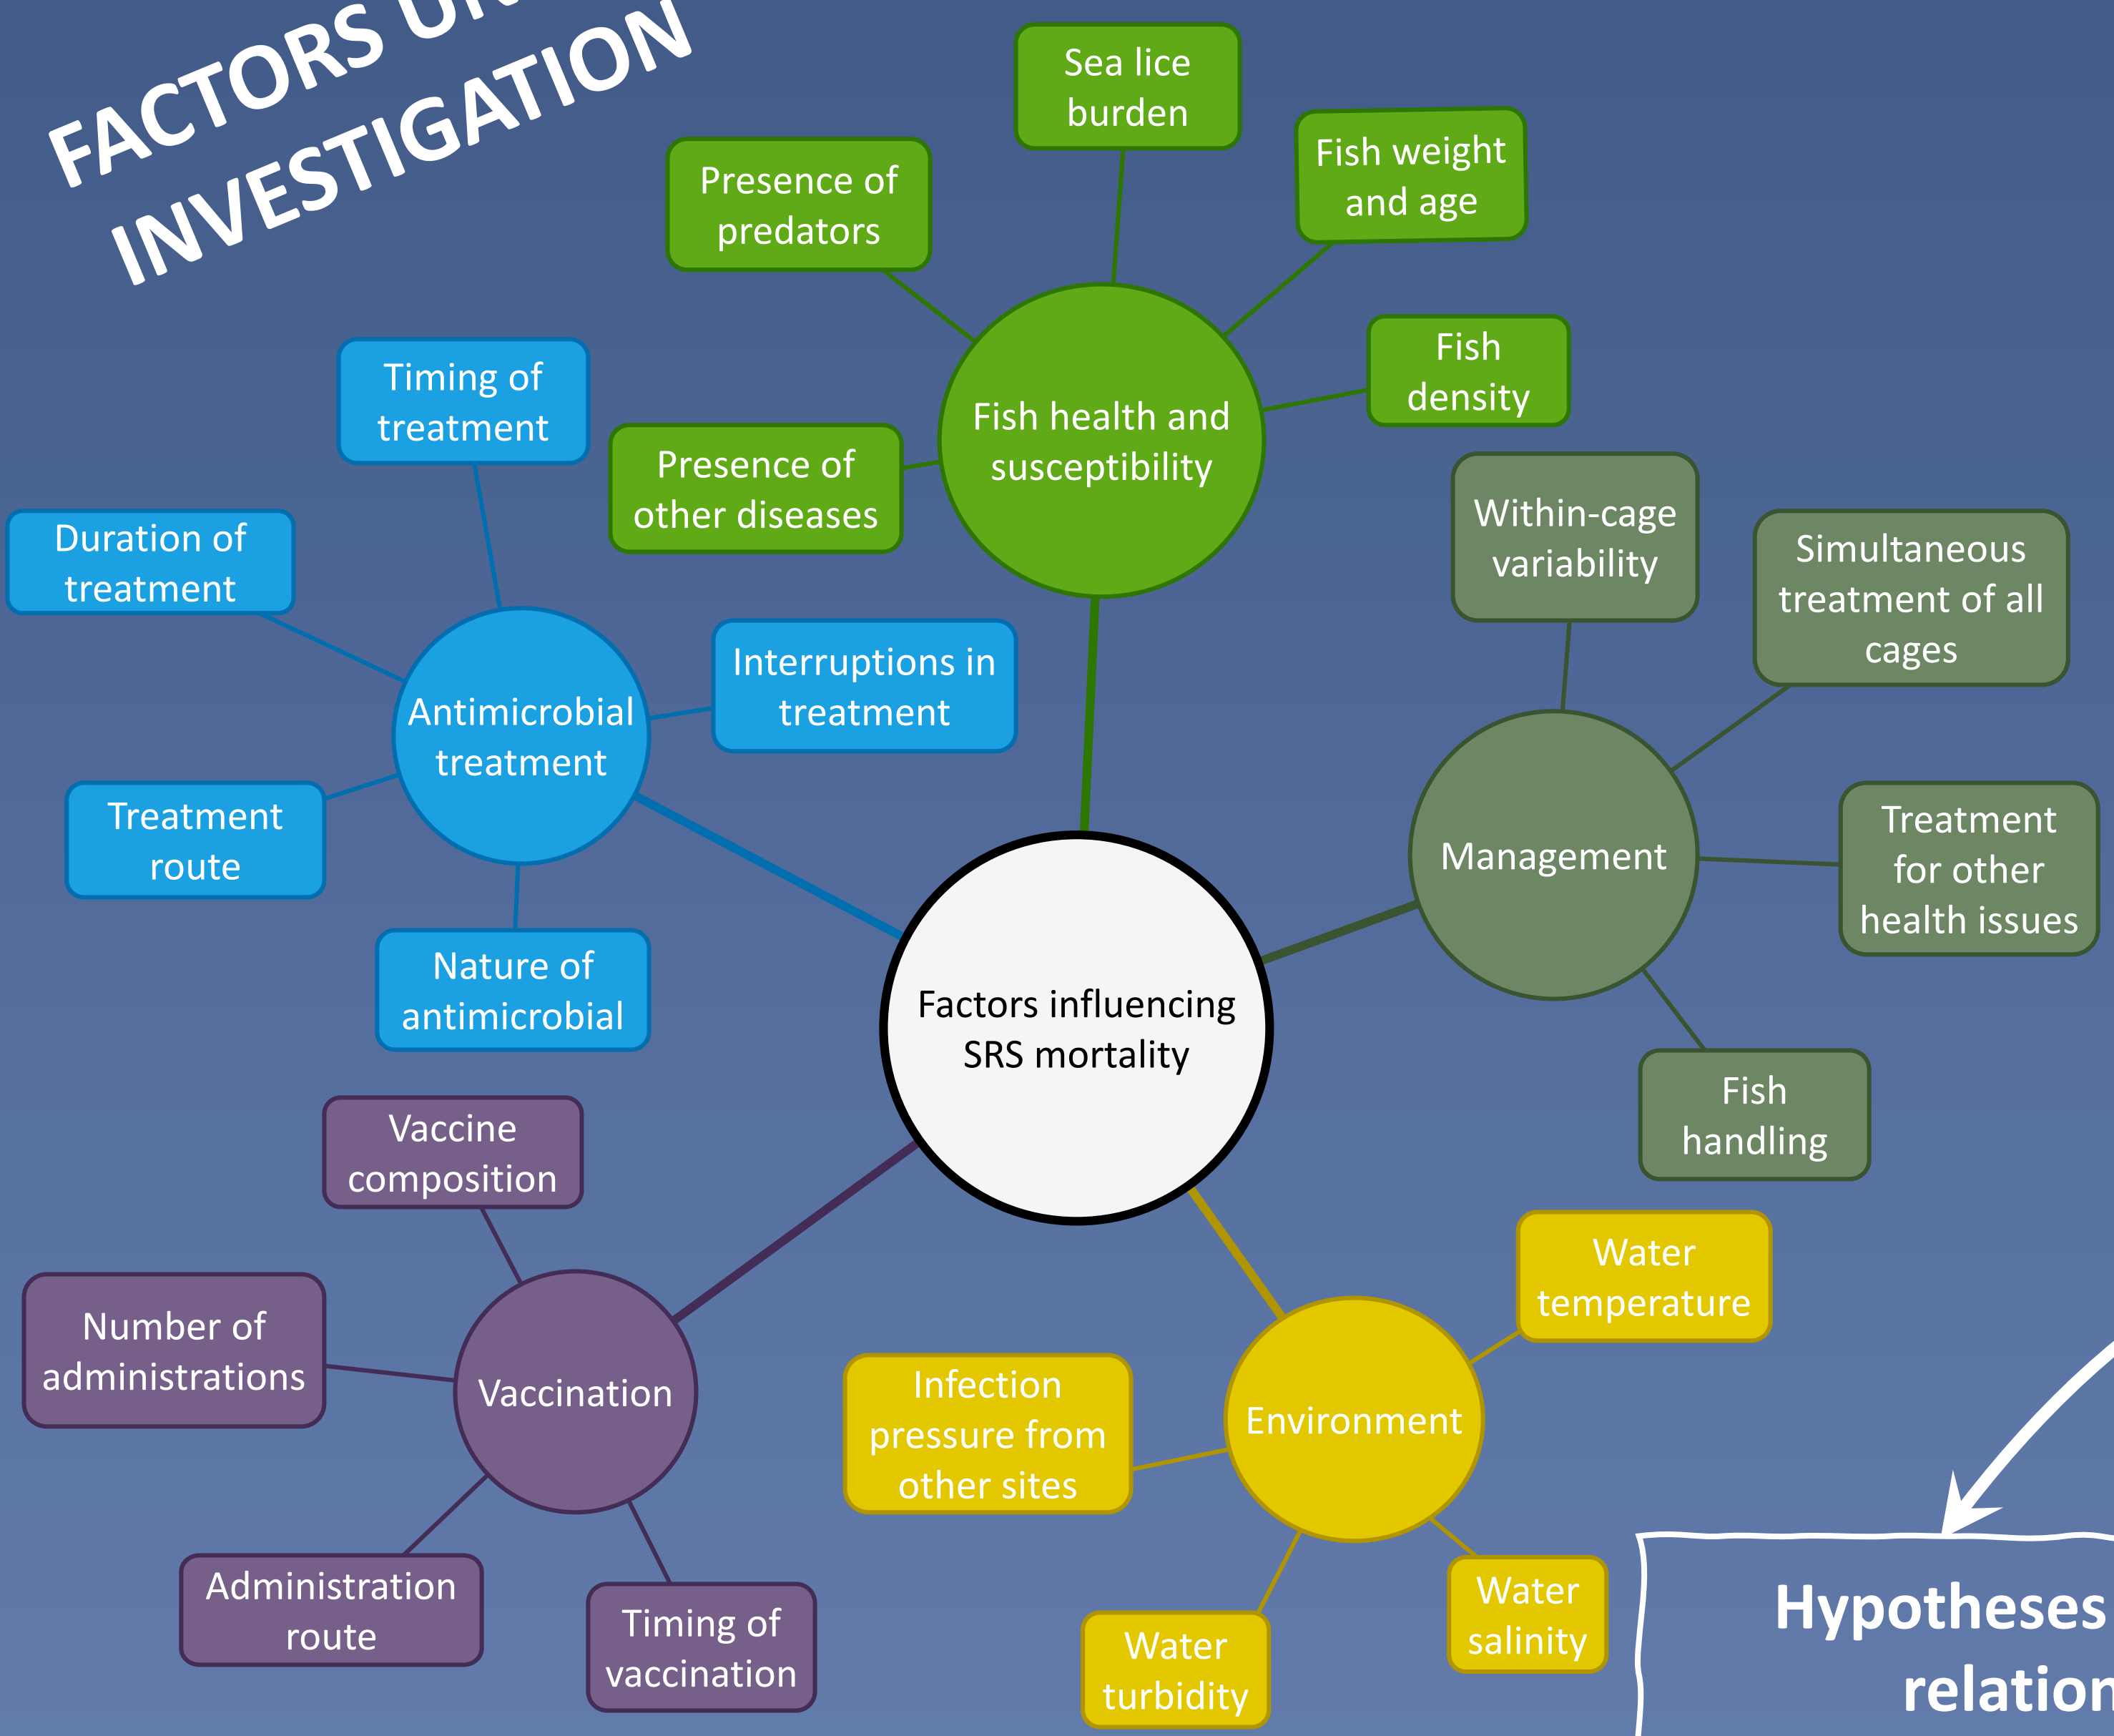 FACTORS
INVESTIGATION
Sea lice
burden
Fish weight
and age
Presence of
predators
Fish
density
Fish health and
susceptibility
Presence of
other diseases
Timing of
treatment
Duration of
treatment
Interruptions in
treatment
Antimicrobial
treatment
Treatment
route
Nature of
antimicrobial
Within-cage
variability
Simultaneous
treatment of all
cages
Management
Treatment
for other
health issues
Fish
handling
Factors influencing
SRS mortality
Vaccine
composition
Number of
administrations
Vaccination
Administration
route
Timing of
vaccination
Water
temperature
Infection
pressure from
other sites
Environment
Water
salinity
Water
turbidity
Hypotheses